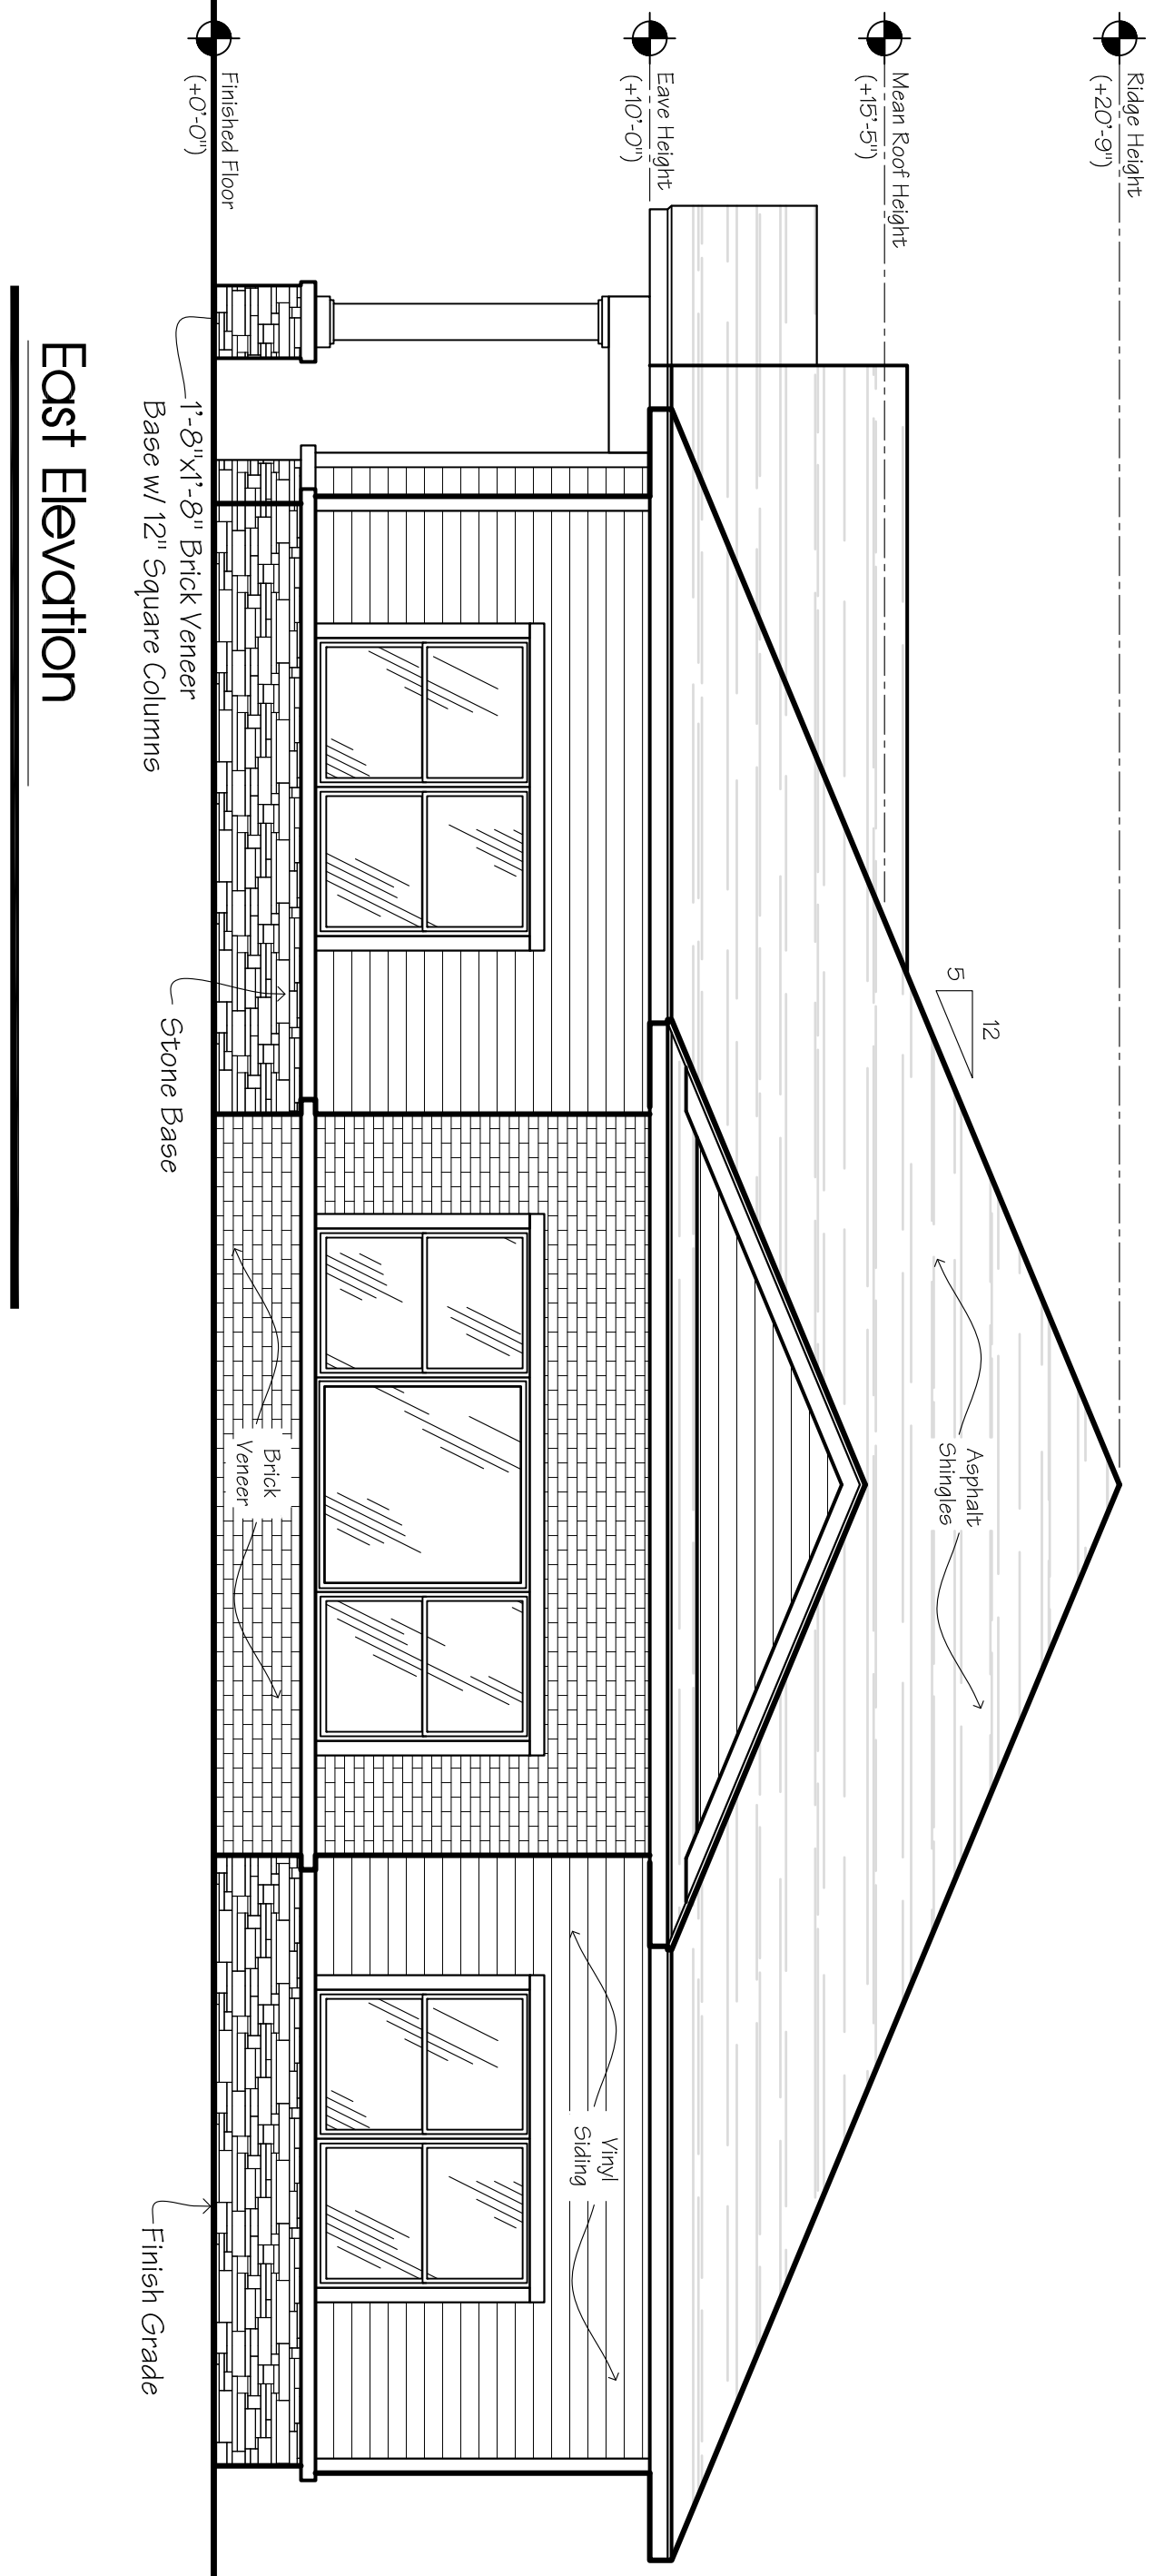 Ridge Height
(+20'-9")
Mean Roof Height
(+15'-5")
Eave Height
(+10'-0")
Finished Floor
(+0'-0")
12
5
Asphalt
Shingles
Vinyl
Siding
Brick
Veneer
1'-8"x1'-8" Brick Veneer
Base w/ 12" Square Columns
Stone Base
Finish Grade
East Elevation